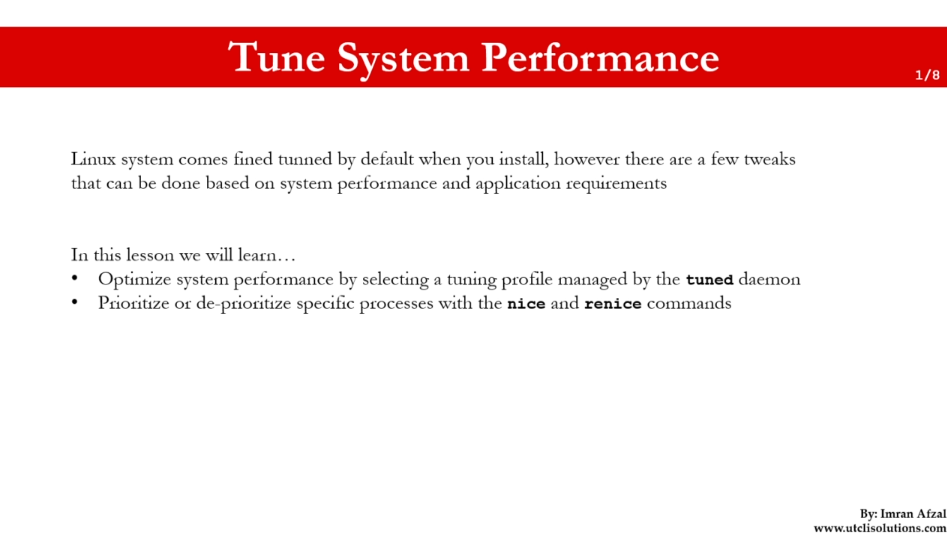 Tune System Performance
1/8
Linux system comes fined tunned by default when you install, however there are a few tweaks
that can be done based on system performance and application requirements
In this lesson we will learn…
• Optimize system performance by selecting a tuning profile managed by the tuned daemon
• Prioritize or de-prioritize specific processes with the nice and renice commands
By: Imran Afzal
www.utclisolutions.com